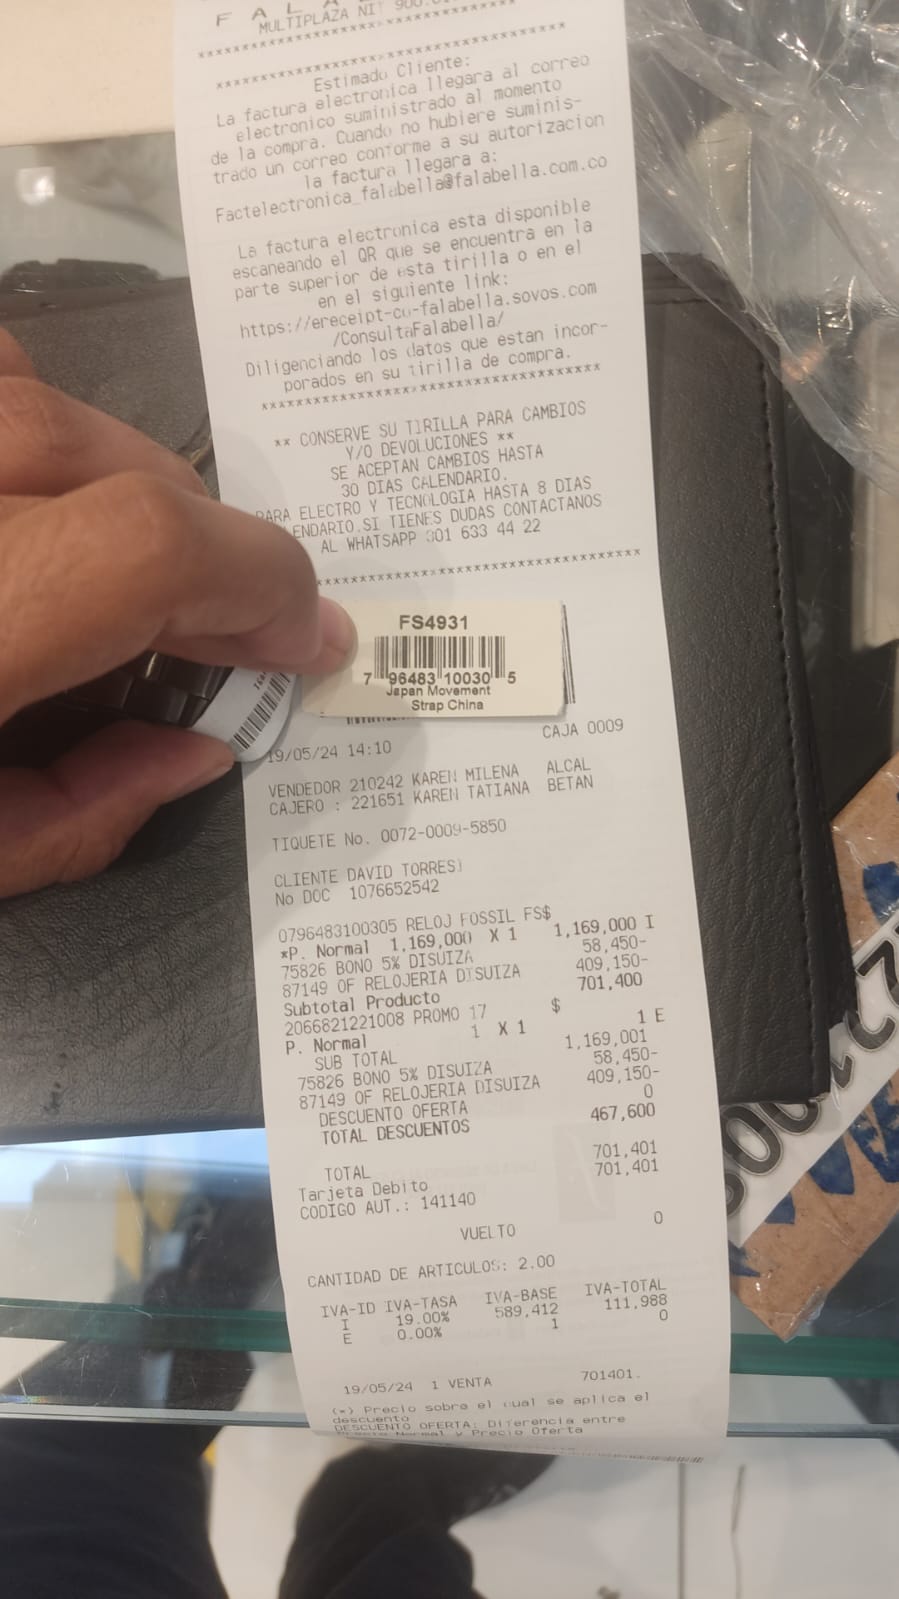 F A L A
MULTIPLAZA NIT 900.
****************************************
****************************************
Estimado Cliente:
La factura electronica llegara al correo
electronico suministrado al momento
de la compra. Cuando no hubiere suminis-
trado un correo conforme a su autorizacion
la factura llegara a:
Factelectronica_falabella@falabella.com.co
La factura electronica esta disponible
escaneando el QR que se encuentra en la
parte superior de esta tirilla o en el
en el siguiente link:
https://ereceipt-co-falabella.sovos.com
/ConsultaFalabella/
Diligenciando los datos que estan incor-
porados en su tirilla de compra.
****************************************
** CONSERVE SU TIRILLA PARA CAMBIOS
Y/O DEVOLUCIONES **
SE ACEPTAN CAMBIOS HASTA
30 DIAS CALENDARIO.
PARA ELECTRO Y TECNOLOGIA HASTA 8 DIAS
ENDARIO.SI TIENES DUDAS CONTACTANOS
AL WHATSAPP 301 633 44 22
****************************************
FS4931
7 96483 10030 5
Japan Movement
Strap China
19/05/24 14:10 CAJA 0009
VENDEDOR 210242 KAREN MILENA ALCAL
CAJERO : 221651 KAREN TATIANA BETAN
TIQUETE No. 0072-0009-5850
CLIENTE DAVID TORRES
No DOC 1076652542
0796483100305 RELOJ FOSSIL FS$
*P. Normal 1,169,000 X 1 1,169,000 I
75826 BONO 5% DISUIZA 58,450-
87149 OF RELOJERIA DISUIZA 409,150-
Subtotal Producto 701,400
2066821221008 PROMO 17 $
P. Normal 1 X 1 1 E
SUB TOTAL 1,169,001
75826 BONO 5% DISUIZA 58,450-
87149 OF RELOJERIA DISUIZA 409,150-
DESCUENTO OFERTA 0
TOTAL DESCUENTOS 467,600
TOTAL 701,401
Tarjeta Debito 701,401
CODIGO AUT.: 141140
VUELTO 0
CANTIDAD DE ARTICULOS: 2.00
IVA-ID IVA-TASA IVA-BASE IVA-TOTAL
I 19.00% 589,412 111,988
E 0.00% 1 0
19/05/24 1 VENTA 701401.
(*) Precio sobre el cual se aplica el
descuento
DESCUENTO OFERTA: Diferencia entre
Precio Normal y Precio Oferta